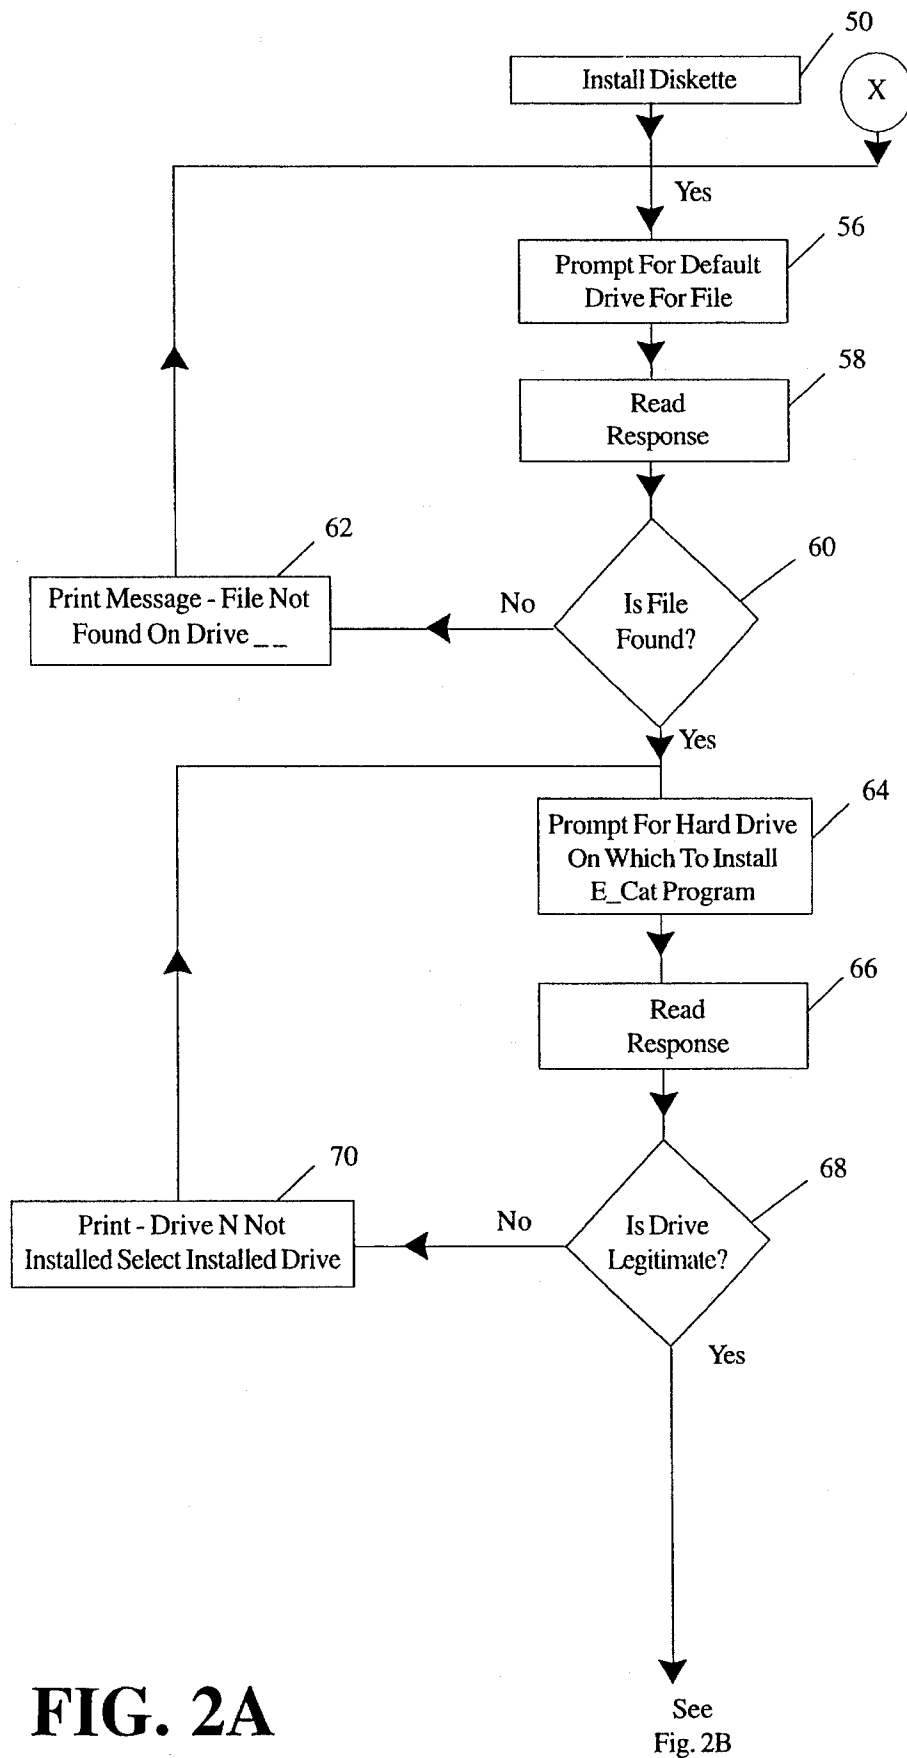 50
Install Diskette
X
Yes
56
Prompt For Default
Drive For File
58
Read
Response
62
60
Print Message - File Not
Found On Drive _ _
No
Is File
Found?
Yes
64
Prompt For Hard Drive
On Which To Install
E_Cat Program
66
Read
Response
70
68
Print - Drive N Not
Installed Select Installed Drive
No
Is Drive
Legitimate?
Yes
FIG. 2A
See
Fig. 2B